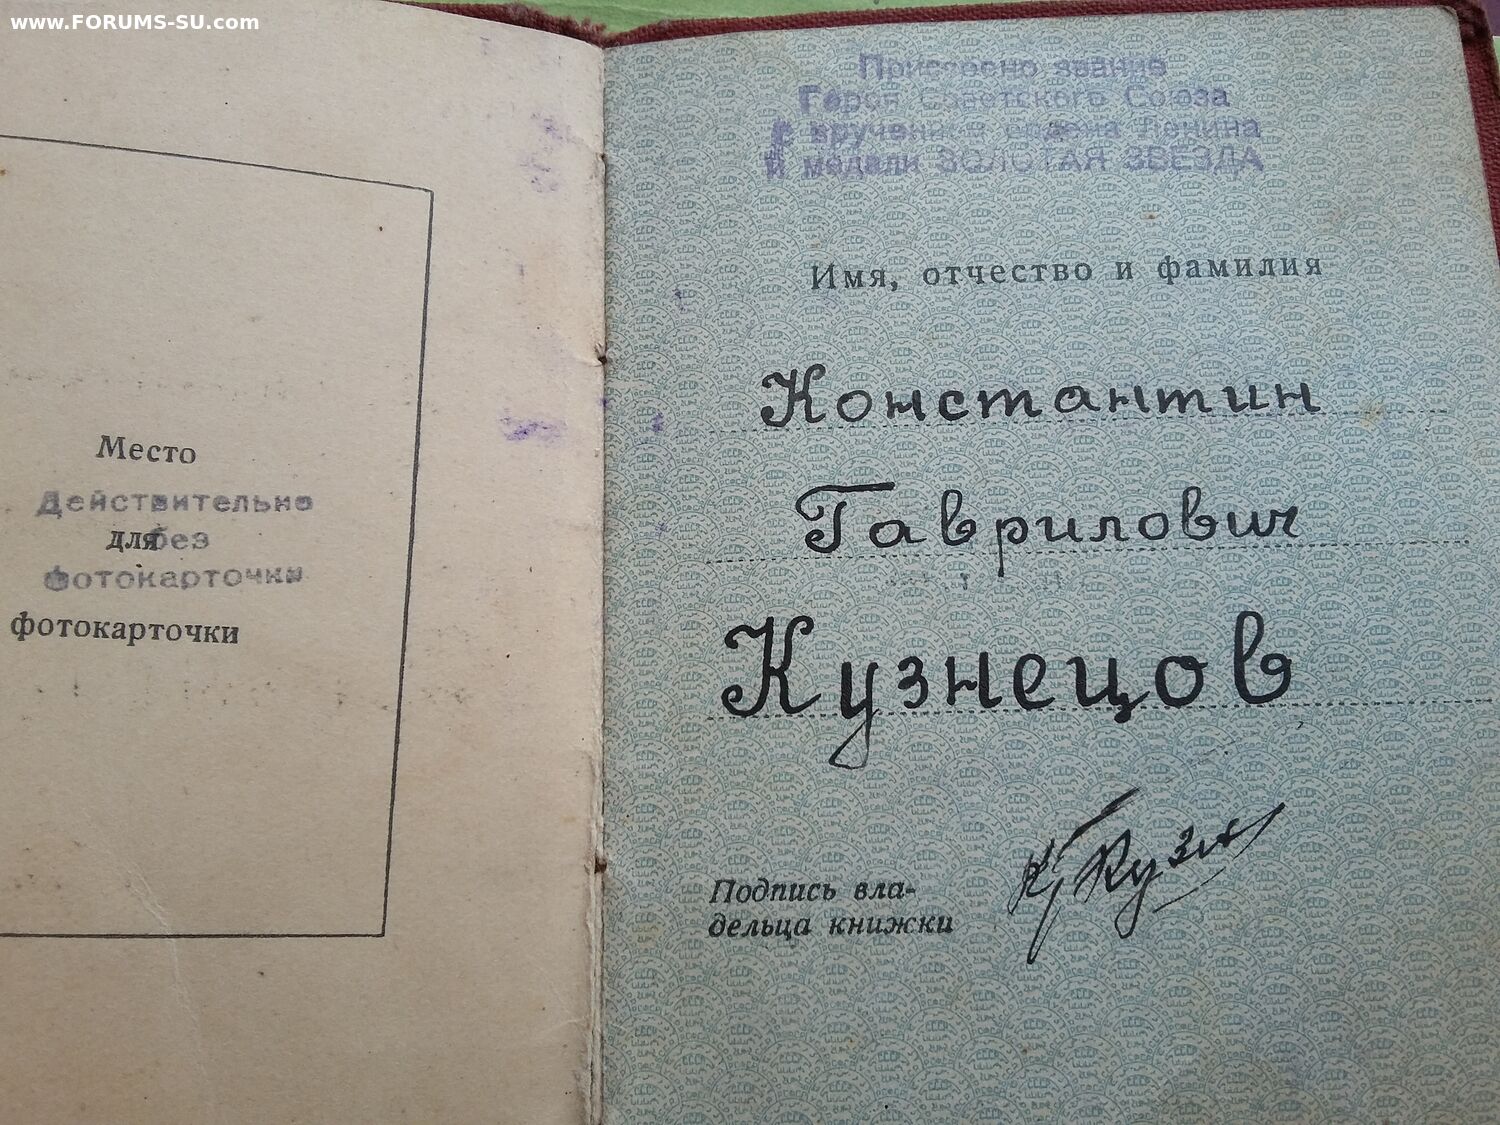 www.FORUMS-SU.com
Место
Действительно
для без
фотокарточки
фотокарточки
Присвоено звание
Героя Советского Союза
с вручением ордена Ленина
и медали ЗОЛОТАЯ ЗВЕЗДА
Имя, отчество и фамилия
Константин
Гаврилович
Кузнецов
Подпись вла-
дельца книжки